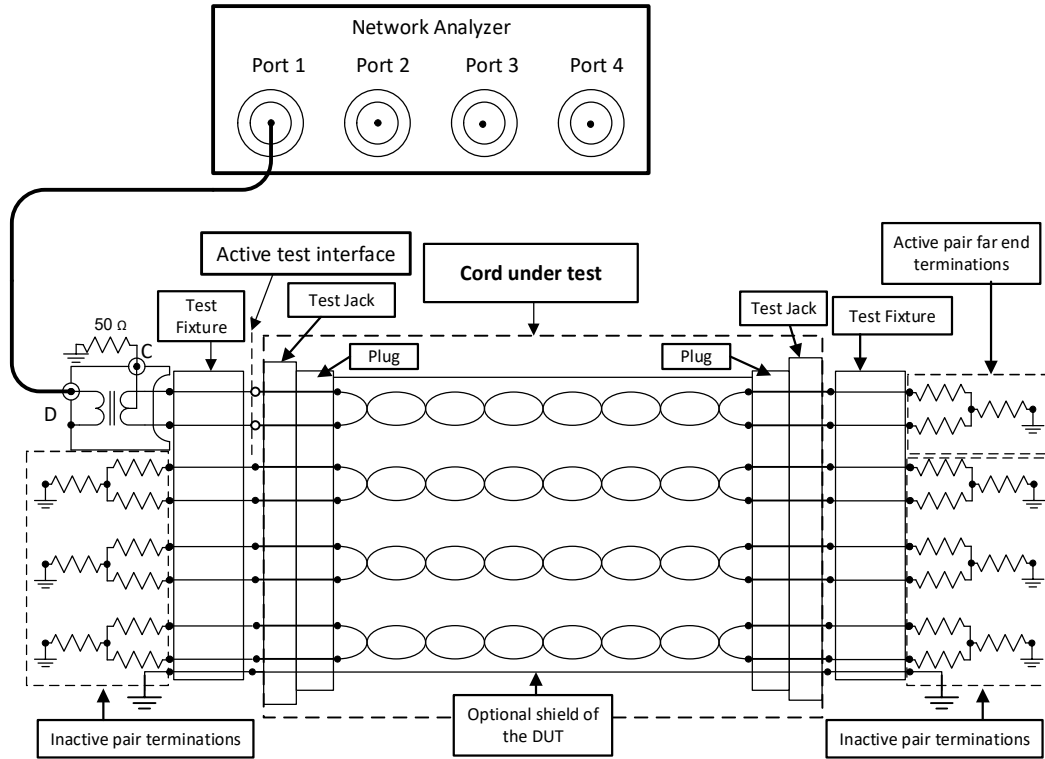 Network Analyzer
Port 1 Port 2 Port 3 Port 4
Active test interface
Cord under test
Active pair far end
terminations
Test
Fixture
Test Jack
Test Jack
Test Fixture
50 Ω
C
Plug
Plug
D
Inactive pair terminations
Optional shield of
the DUT
Inactive pair terminations